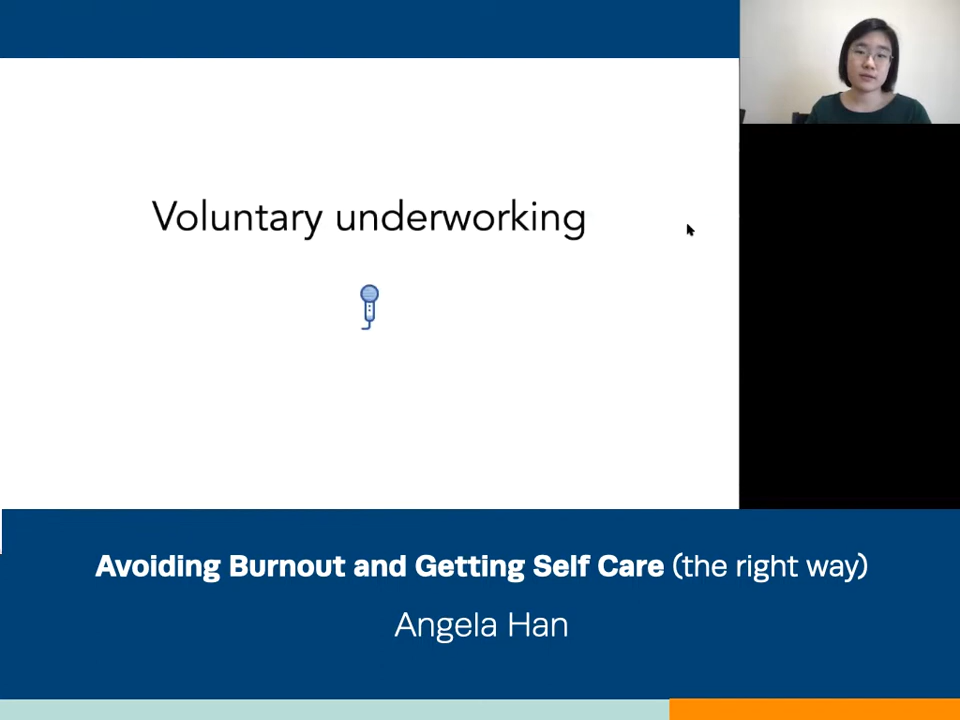 Voluntary underworking
Avoiding Burnout and Getting Self Care (the right way)
Angela Han